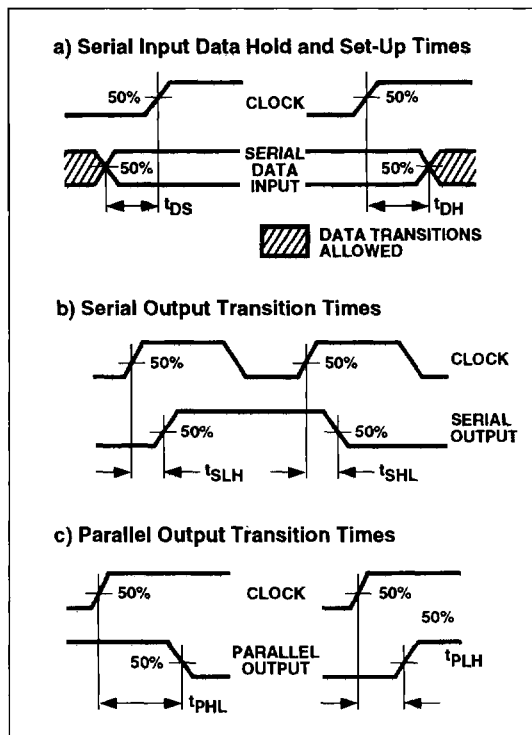 a) Serial Input Data Hold and Set-Up Times
50%
CLOCK
50%
50%
SERIAL
DATA
INPUT
50%
tDS
tDH
DATA TRANSITIONS
ALLOWED
b) Serial Output Transition Times
50%
50%
CLOCK
50%
50%
SERIAL
OUTPUT
tSLH
tSHL
c) Parallel Output Transition Times
50%
CLOCK
50%
50%
50%
PARALLEL
OUTPUT
tPLH
tPHL